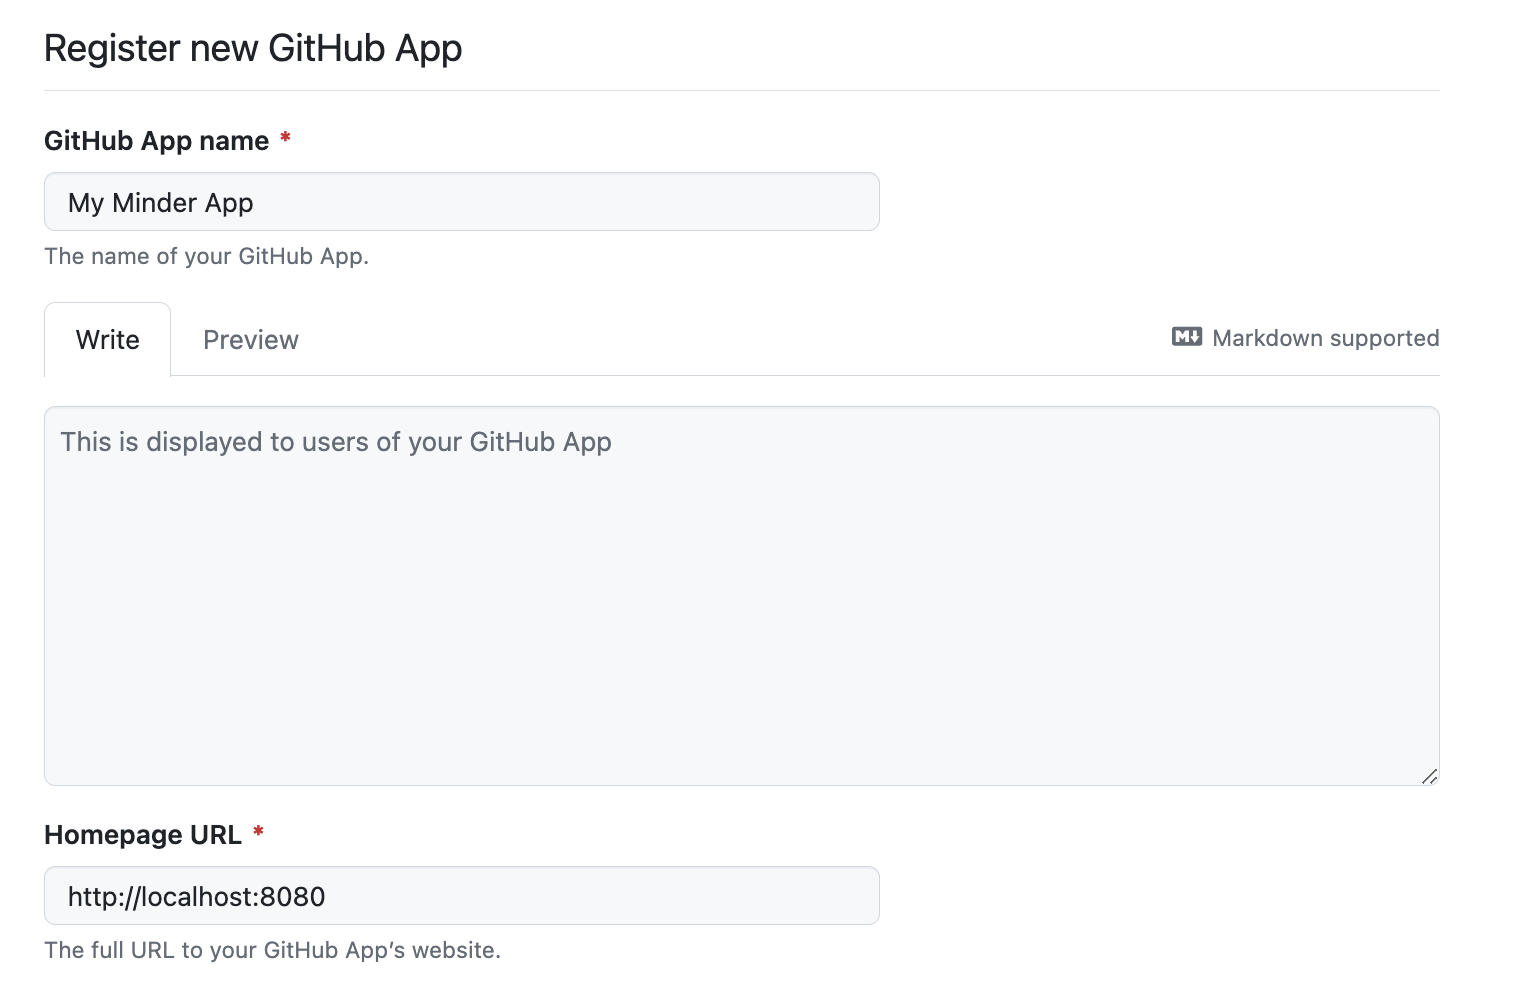 Register new GitHub App
GitHub App name *
My Minder App
The name of your GitHub App.
Write Preview Markdown supported
This is displayed to users of your GitHub App
Homepage URL *
http://localhost:8080
The full URL to your GitHub App’s website.